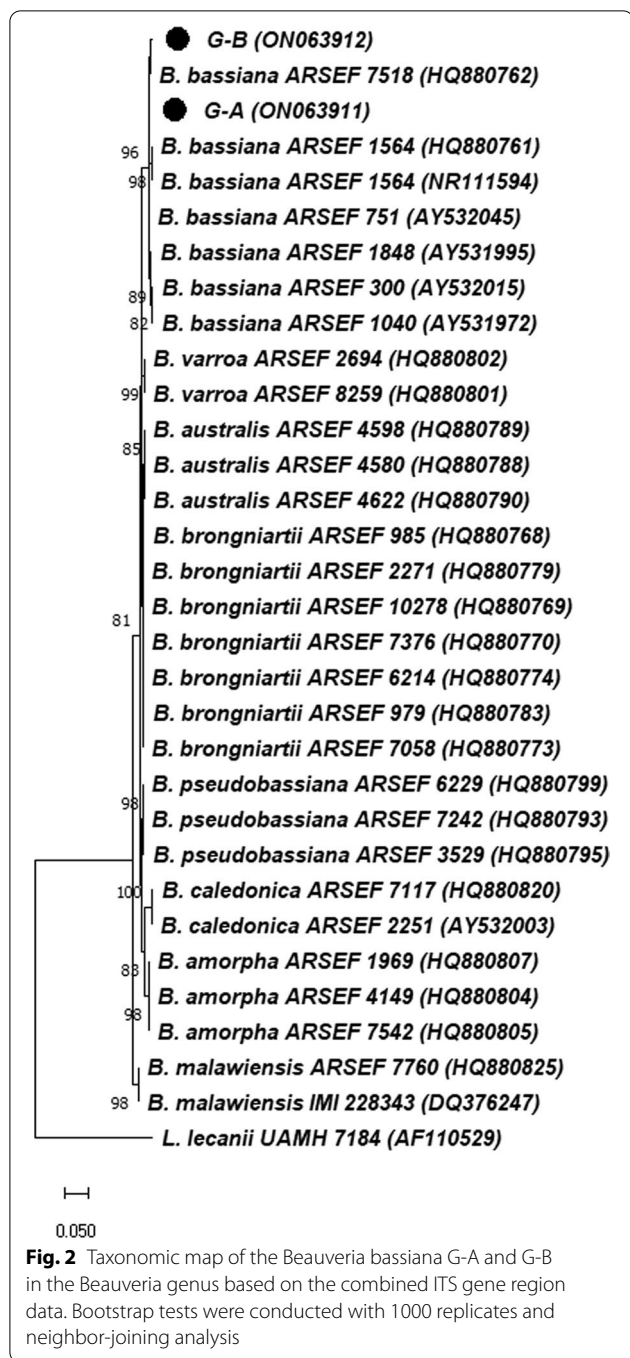 G-B (ON063912)
B. bassiana ARSEF 7518 (HQ880762)
G-A (ON063911)
96
B. bassiana ARSEF 1564 (HQ880761)
98
B. bassiana ARSEF 1564 (NR111594)
B. bassiana ARSEF 751 (AY532045)
B. bassiana ARSEF 1848 (AY531995)
89
B. bassiana ARSEF 300 (AY532015)
82
B. bassiana ARSEF 1040 (AY531972)
B. varroa ARSEF 2694 (HQ880802)
99
B. varroa ARSEF 8259 (HQ880801)
B. australis ARSEF 4598 (HQ880789)
85
B. australis ARSEF 4580 (HQ880788)
B. australis ARSEF 4622 (HQ880790)
B. brongniartii ARSEF 985 (HQ880768)
B. brongniartii ARSEF 2271 (HQ880779)
B. brongniartii ARSEF 10278 (HQ880769)
81
B. brongniartii ARSEF 7376 (HQ880770)
B. brongniartii ARSEF 6214 (HQ880774)
B. brongniartii ARSEF 979 (HQ880783)
B. brongniartii ARSEF 7058 (HQ880773)
B. pseudobassiana ARSEF 6229 (HQ880799)
98
B. pseudobassiana ARSEF 7242 (HQ880793)
B. pseudobassiana ARSEF 3529 (HQ880795)
100
B. caledonica ARSEF 7117 (HQ880820)
B. caledonica ARSEF 2251 (AY532003)
B. amorpha ARSEF 1969 (HQ880807)
B. amorpha ARSEF 4149 (HQ880804)
98
B. amorpha ARSEF 7542 (HQ880805)
B. malawiensis ARSEF 7760 (HQ880825)
98
B. malawiensis IMI 228343 (DQ376247)
L. lecanii UAMH 7184 (AF110529)
0.050
Fig. 2 Taxonomic map of the Beauveria bassiana G-A and G-B
in the Beauveria genus based on the combined ITS gene region
data. Bootstrap tests were conducted with 1000 replicates and
neighbor-joining analysis